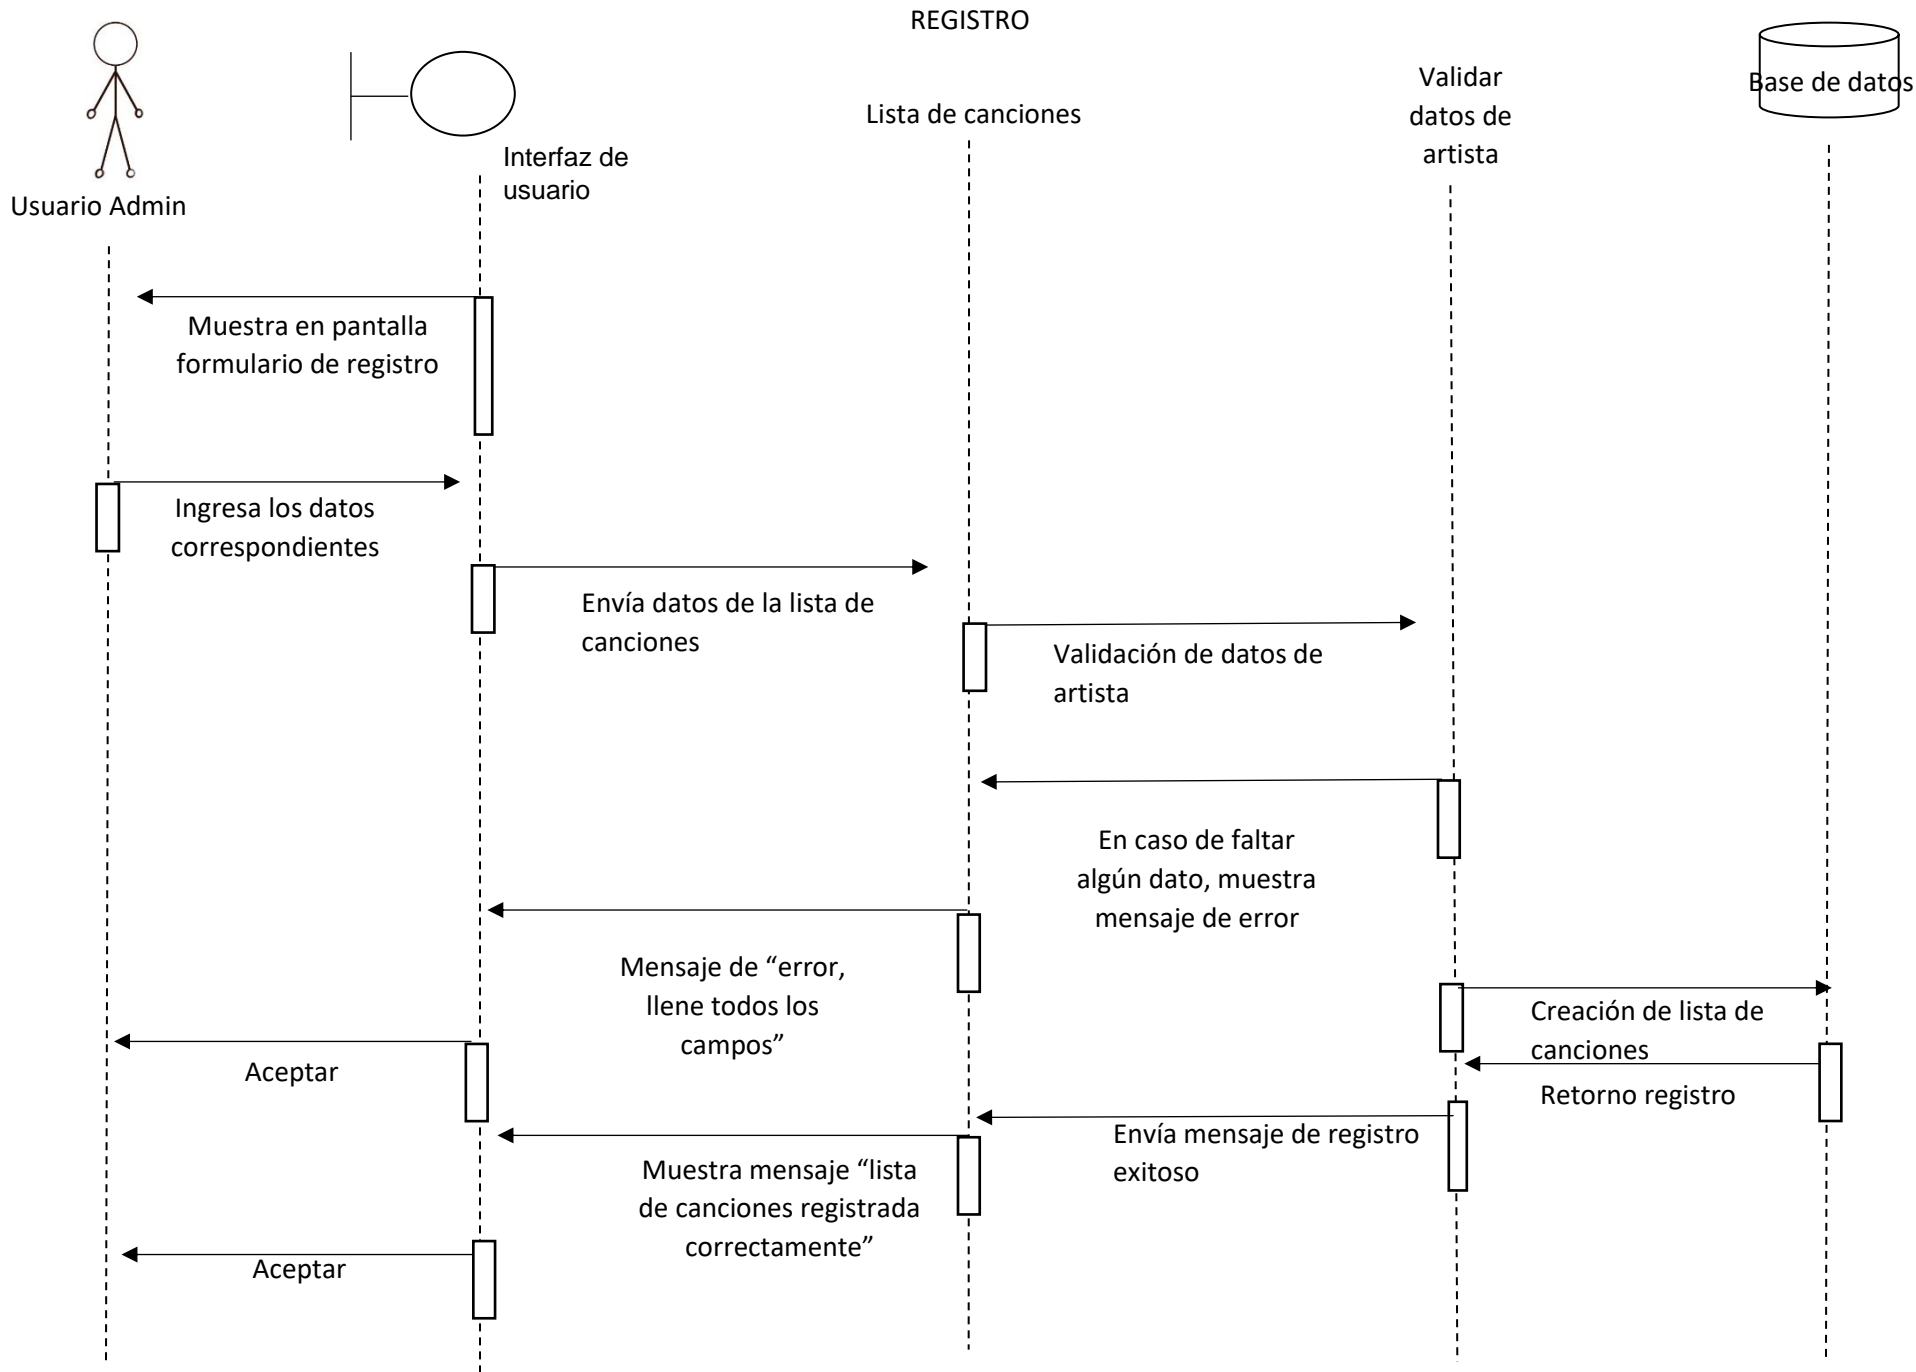 REGISTRO
Validar
datos de
artista
Base de datos
Lista de canciones
Interfaz de
usuario
Usuario Admin
Muestra en pantalla
formulario de registro
Ingresa los datos
correspondientes
Envía datos de la lista de
canciones
Validación de datos de
artista
En caso de faltar
algún dato, muestra
mensaje de error
Mensaje de “error,
llene todos los
campos”
Creación de lista de
canciones
Aceptar
Retorno registro
Envía mensaje de registro
exitoso
Muestra mensaje “lista
de canciones registrada
correctamente”
Aceptar